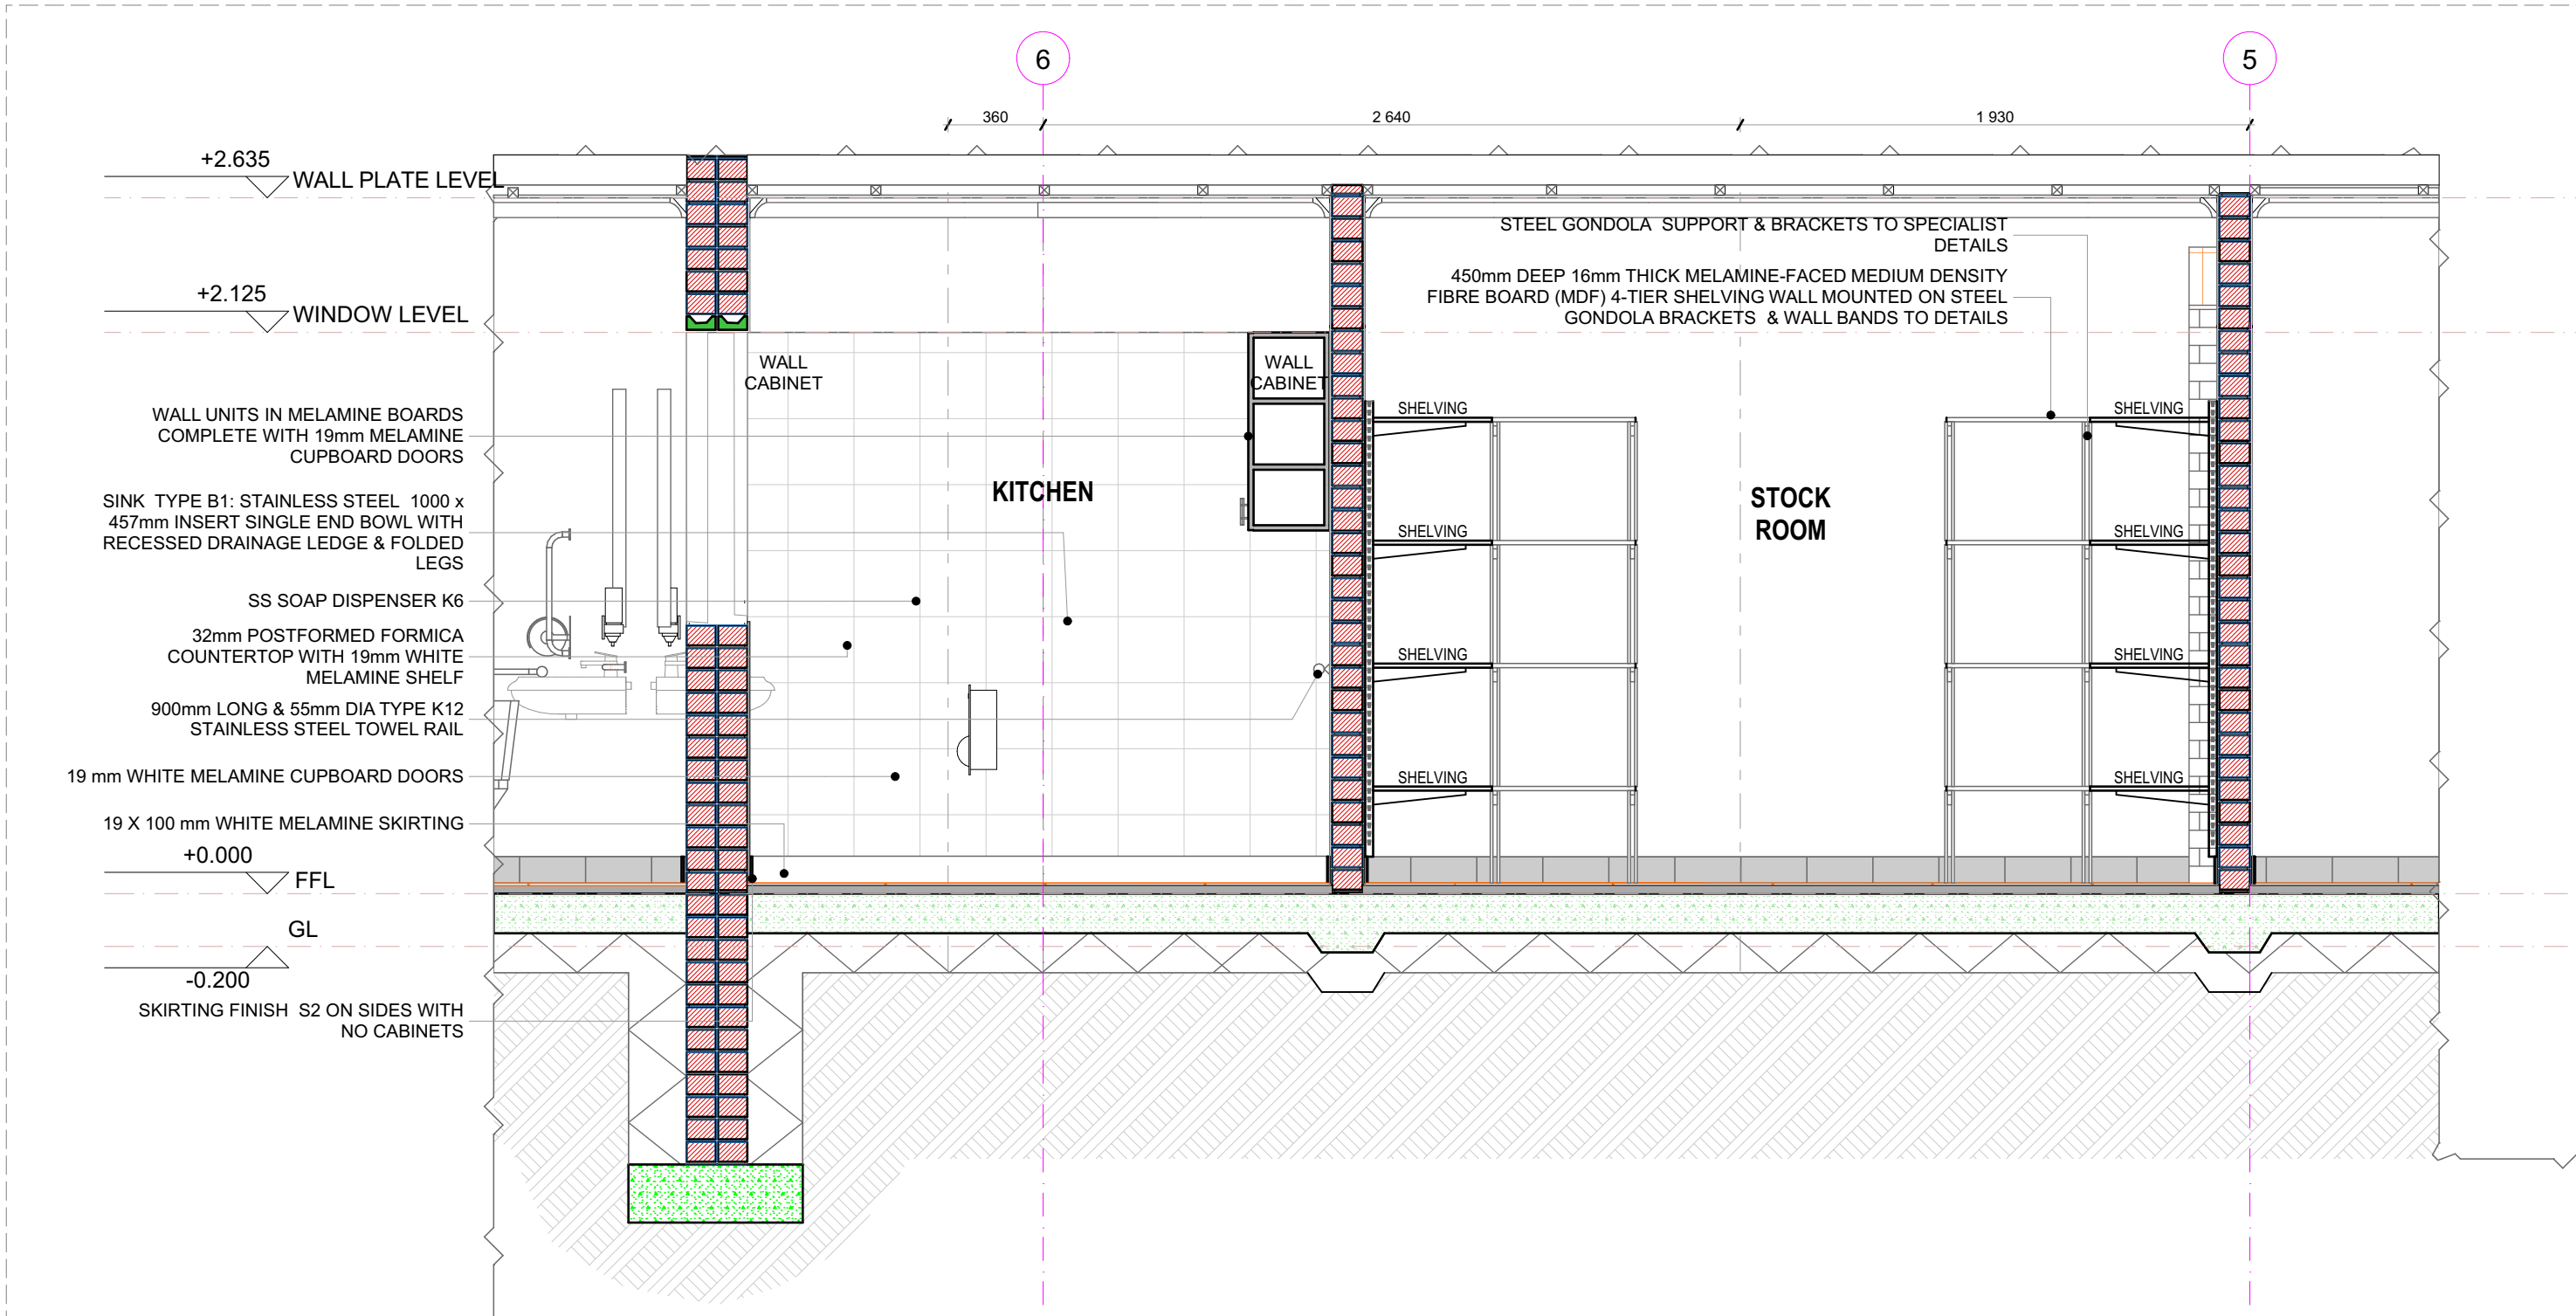 6
5
360
2 640
1 930
+2.635
WALL PLATE LEVEL
STEEL GONDOLA  SUPPORT & BRACKETS TO SPECIALIST
DETAILS
450mm DEEP 16mm THICK MELAMINE-FACED MEDIUM DENSITY
FIBRE BOARD (MDF) 4-TIER SHELVING WALL MOUNTED ON STEEL
GONDOLA BRACKETS  & WALL BANDS TO DETAILS
+2.125
WINDOW LEVEL
WALL
CABINET
WALL
CABINET
WALL UNITS IN MELAMINE BOARDS
COMPLETE WITH 19mm MELAMINE
CUPBOARD DOORS
SHELVING
SHELVING
KITCHEN
STOCK
ROOM
SINK  TYPE B1: STAINLESS STEEL  1000 x
457mm INSERT SINGLE END BOWL WITH
RECESSED DRAINAGE LEDGE & FOLDED
LEGS
SHELVING
SHELVING
SS SOAP DISPENSER K6
32mm POSTFORMED FORMICA
COUNTERTOP WITH 19mm WHITE
MELAMINE SHELF
SHELVING
SHELVING
900mm LONG & 55mm DIA TYPE K12
STAINLESS STEEL TOWEL RAIL
19 mm WHITE MELAMINE CUPBOARD DOORS
SHELVING
SHELVING
19 X 100 mm WHITE MELAMINE SKIRTING
+0.000
FFL
GL
-0.200
SKIRTING FINISH  S2 ON SIDES WITH
NO CABINETS